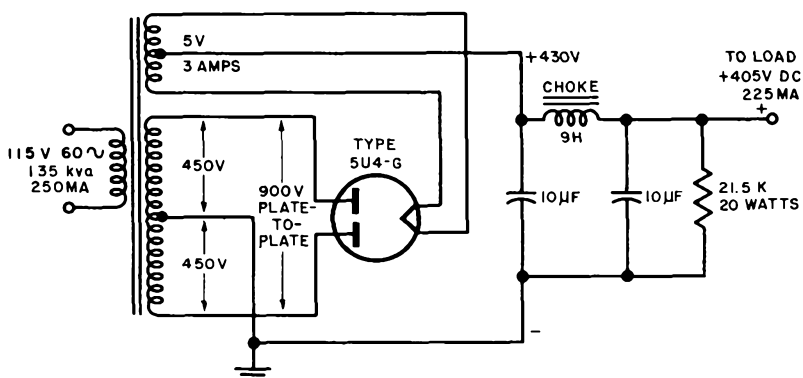 5V
3 AMPS
+430V
TO LOAD
+405V DC
225MA
+
CHOKE
9H
115V 60~
135 kva
250MA
450V
450V
900V
PLATE-
TO-
PLATE
TYPE
5U4-G
10µF
10µF
21.5 K
20 WATTS
-